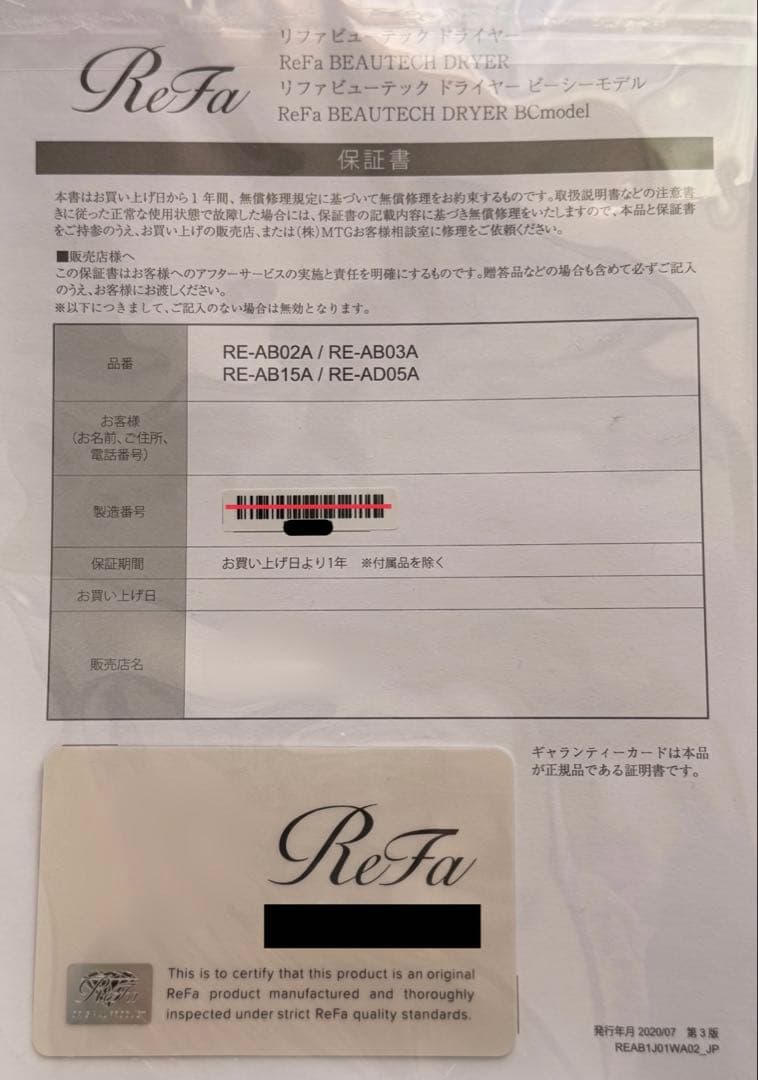 ReFa
リファビューテック ドライヤー
ReFa BEAUTECH DRYER
リファビューテック ドライヤー ビーシーモデル
ReFa BEAUTECH DRYER BCmodel
保証書
本書はお買い上げ日から1年間、無償修理規定に基づいて無償修理をお約束するものです。取扱説明書などの注意書
きに従った正常な使用状態で故障した場合には、保証書の記載内容に基づき無償修理をいたしますので、本品と保証書
をご持参のうえ、お買い上げの販売店、または(株)MTGお客様相談室に修理をご依頼ください。
■販売店様へ
この保証書はお客様へのアフターサービスの実施と責任を明確にするものです。贈答品などの場合も含めて必ずご記入
のうえ、お客様にお渡しください。
※以下につきまして、ご記入のない場合は無効となります。
品番
RE-AB02A / RE-AB03A
RE-AB15A / RE-AD05A
お客様
(お名前、ご住所、
電話番号)
製造番号
保証期間
お買い上げ日より1年 ※付属品を除く
お買い上げ日
販売店名
ギャランティーカードは本品
が正規品である証明書です。
ReFa
ReFa
ORIGINAL PRODUCT
This is to certify that this product is an original
ReFa product manufactured and thoroughly
inspected under strict ReFa quality standards.
発行年月 2020/07 第3版
REAB1J01WA02_JP